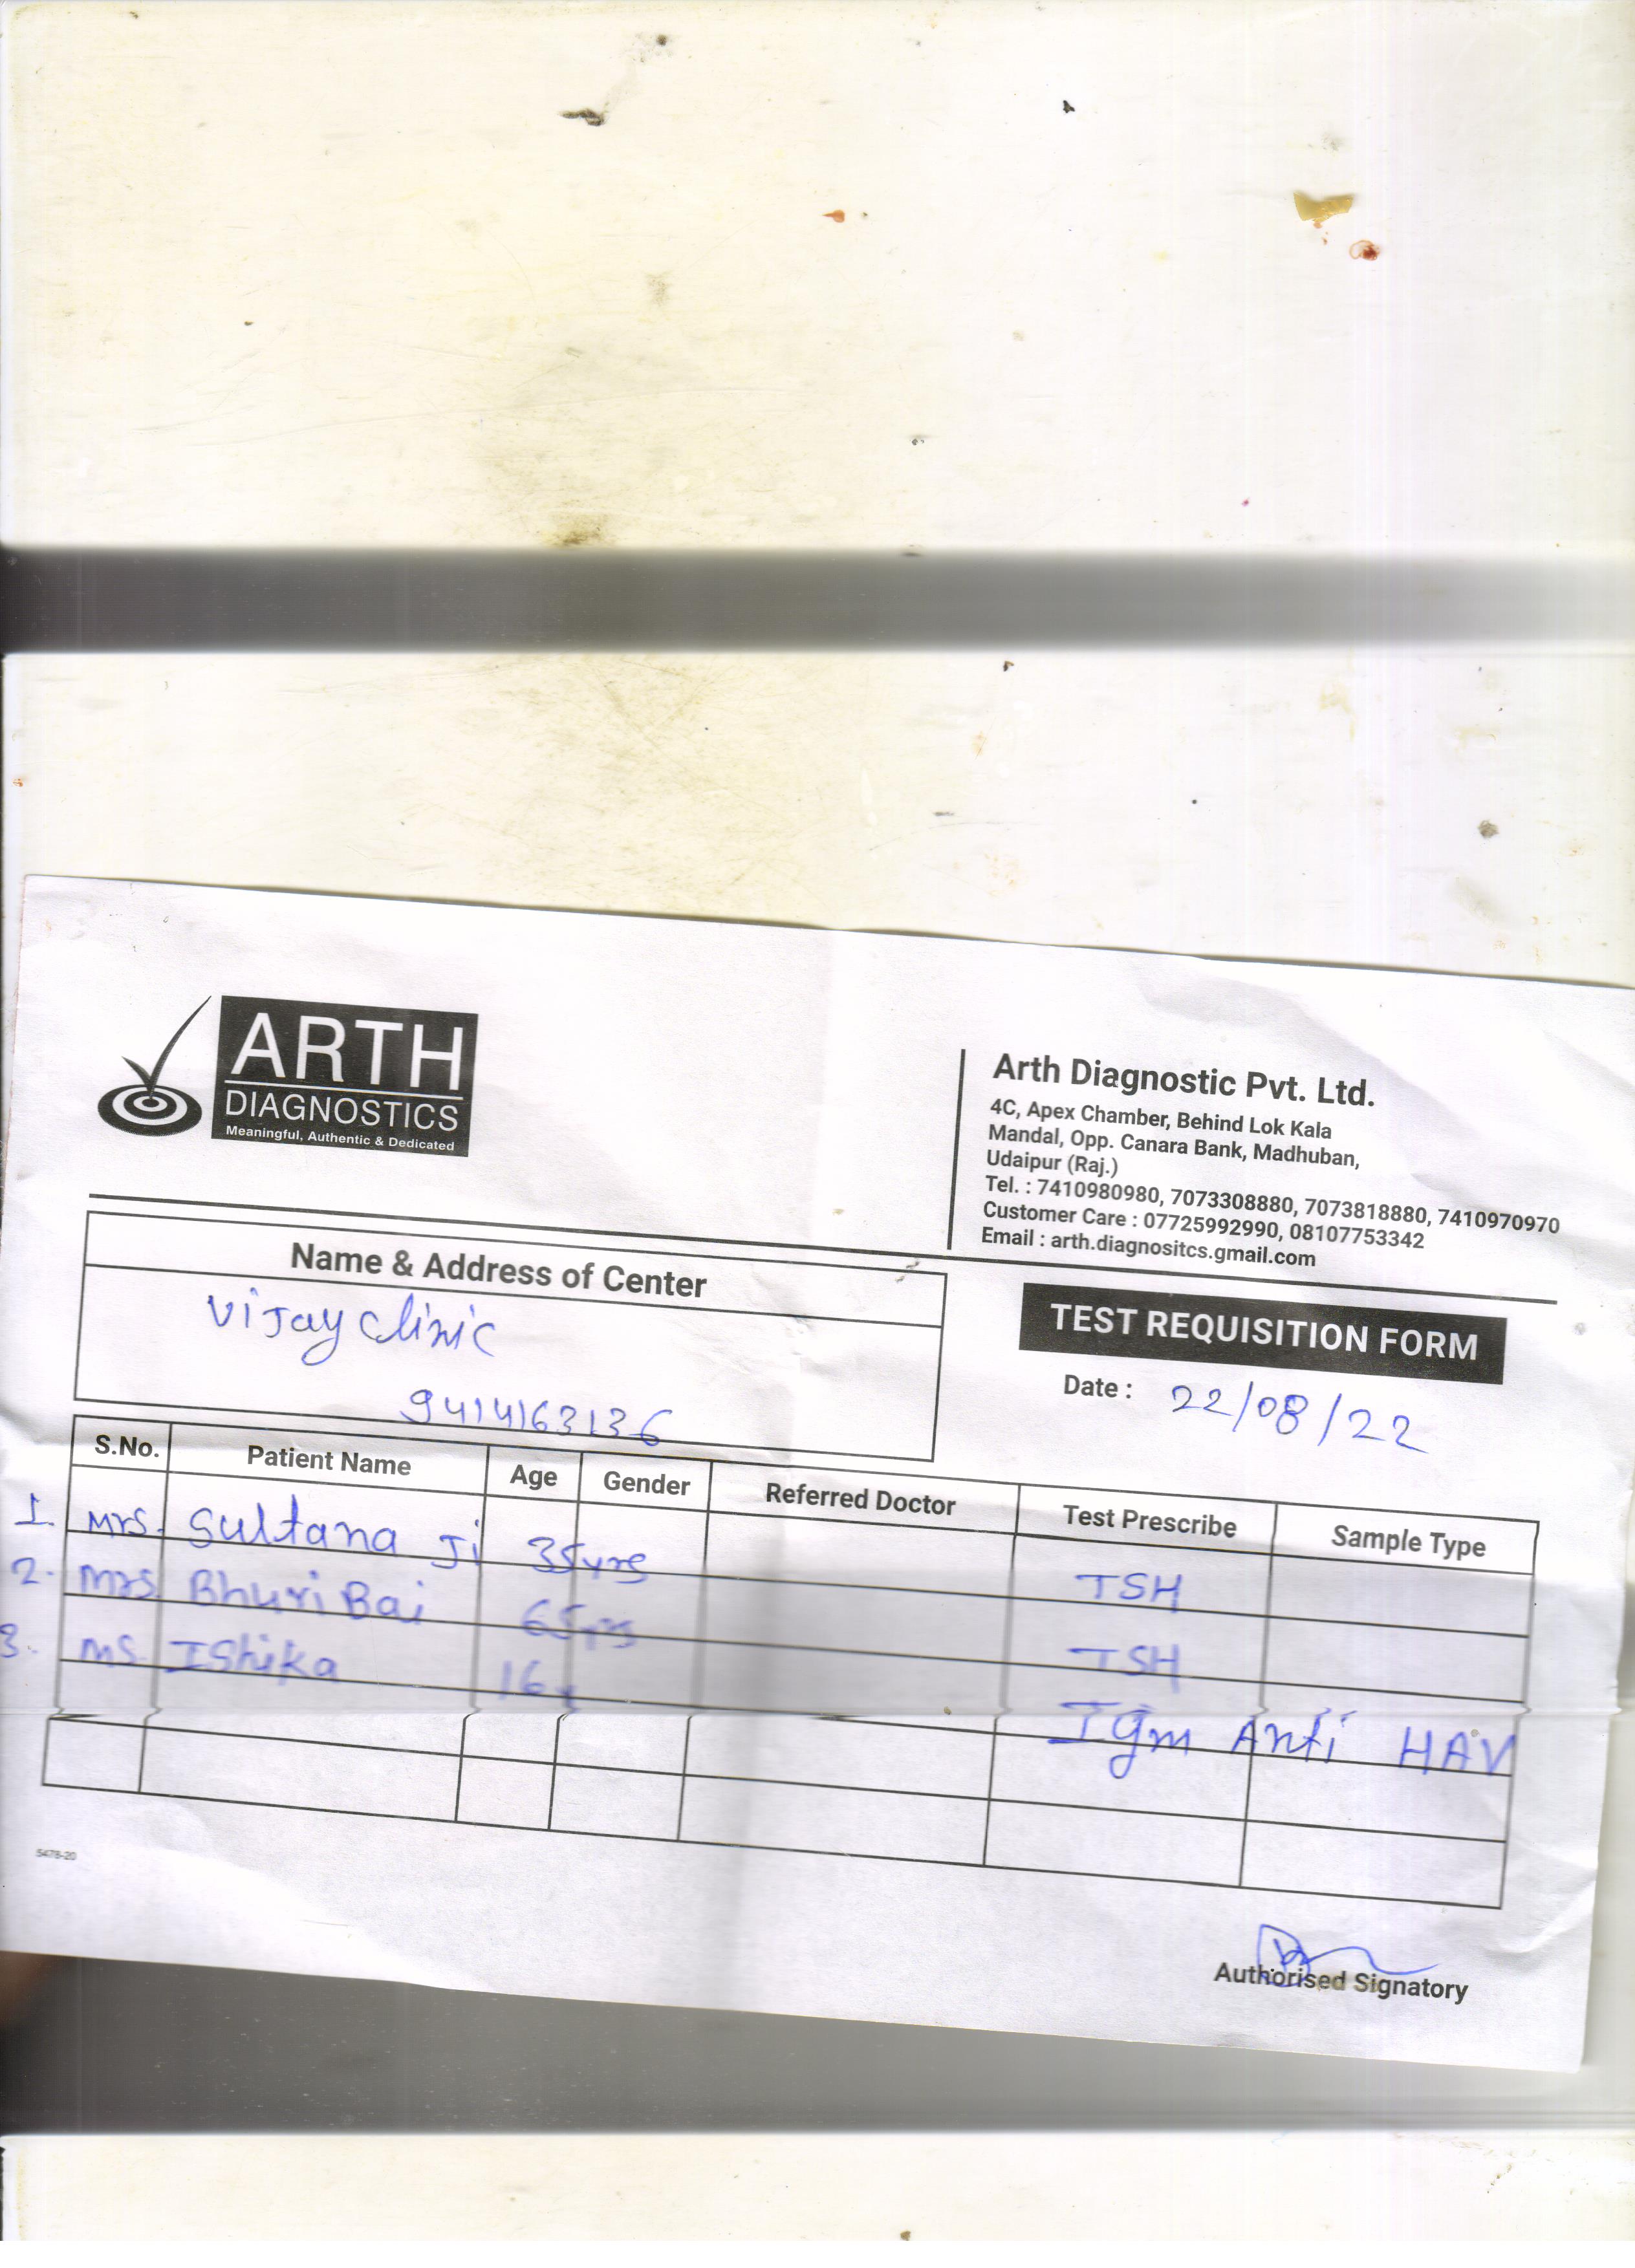 ARTH
DIAGNOSTICS
Meaningful, Authentic & Dedicated
Arth Diagnostic Pvt. Ltd.
4C, Apex Chamber, Behind Lok Kala
Mandal, Opp. Canara Bank, Madhuban,
Udaipur (Raj.)
Tel. : 7410980980, 7073308880, 7073818880, 7410970970
Customer Care : 07725992990, 08107753342
Email : arth.diagnositcs.gmail.com
Name & Address of Center
Vijay clinic
9414163136
TEST REQUISITION FORM
Date : 22/08/22
S.No. Patient Name Age Gender Referred Doctor Test Prescribe Sample Type
1. Mrs. Sultana Ji 35yrs TSH
2. Mrs. Bhuri Bai 65yrs TSH
3. MS. IShika 16y Igm Anti HAV
5478-20
Authorised Signatory